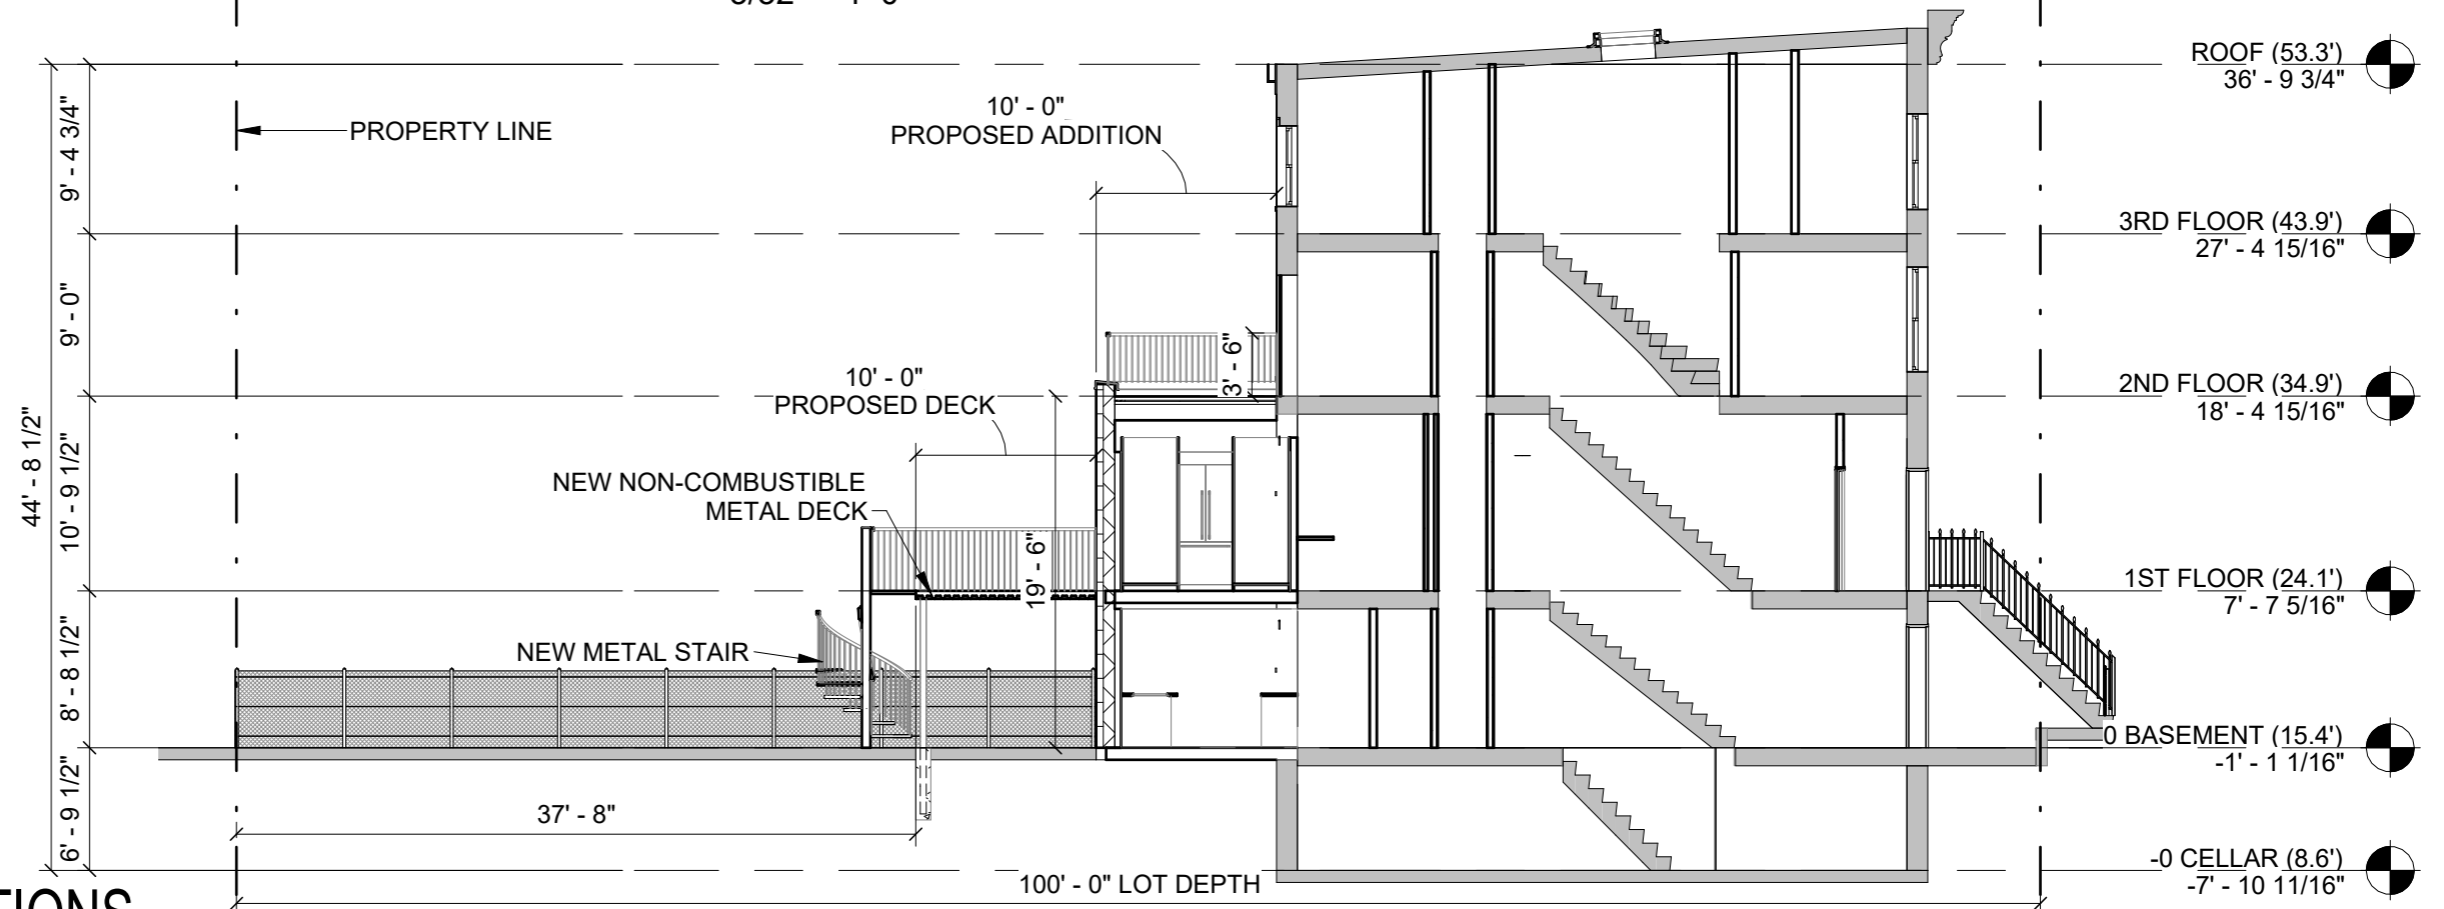 ROOF (53.3')
36' - 9 3/4"
10' - 0"
PROPOSED ADDITION
PROPERTY LINE
9' - 4 3/4"
3RD FLOOR (43.9')
27' - 4 15/16"
9' - 0"
3' - 6"
10' - 0"
PROPOSED DECK
2ND FLOOR (34.9')
18' - 4 15/16"
44' - 8 1/2"
10' - 9 1/2"
NEW NON-COMBUSTIBLE
METAL DECK
19' - 6"
1ST FLOOR (24.1')
7' - 7 5/16"
NEW METAL STAIR
8' - 8 1/2"
0 BASEMENT (15.4')
-1' - 1 1/16"
37' - 8"
6' - 9 1/2"
-0 CELLAR (8.6')
-7' - 10 11/16"
100' - 0" LOT DEPTH